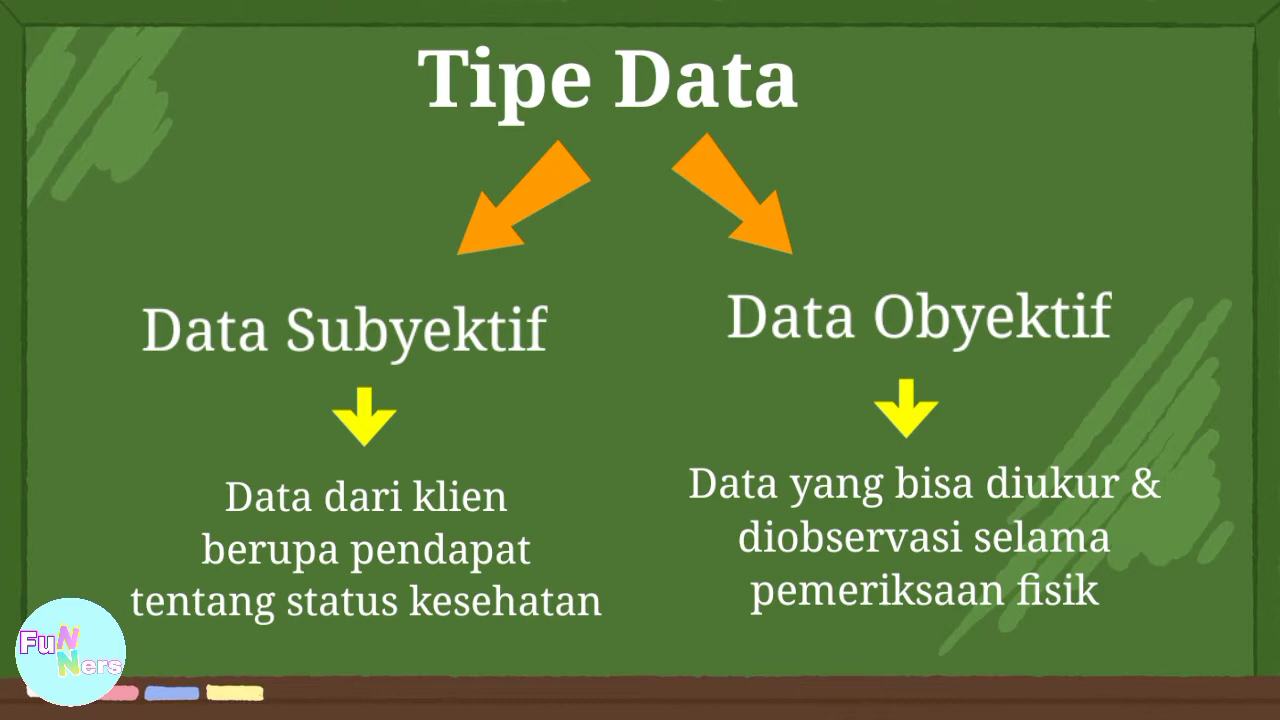 Tipe Data
Data Subyektif
Data dari klien
berupa pendapat
tentang status kesehatan
Data Obyektif
Data yang bisa diukur &
diobservasi selama
pemeriksaan fisik
FuN
Ners